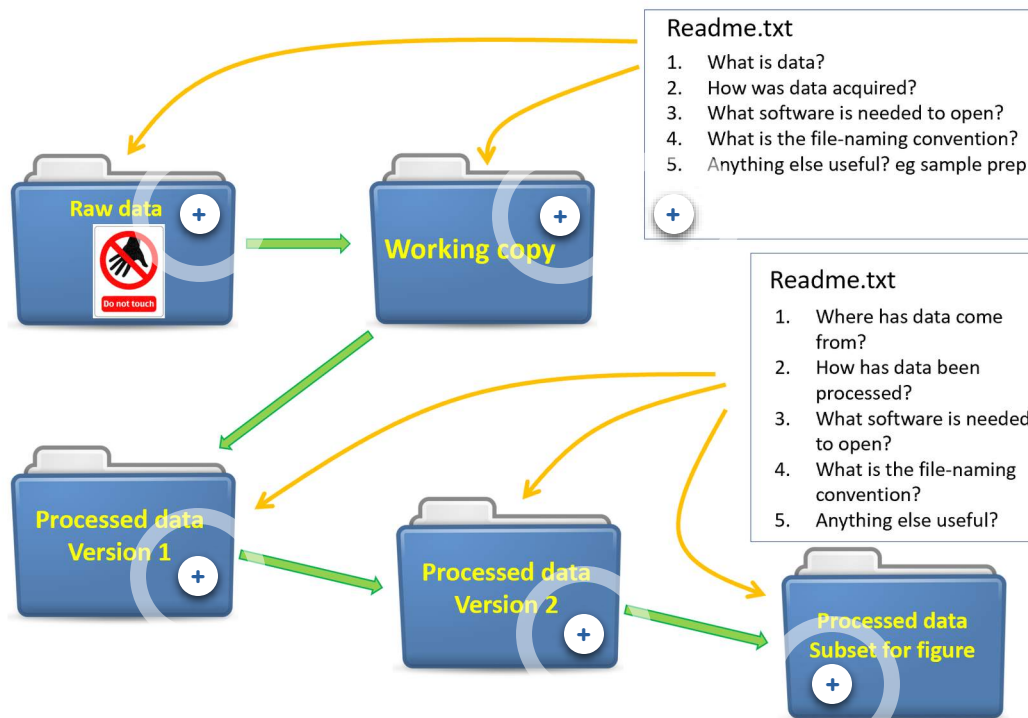 Readme.txt
1. What is data?
2. How was data acquired?
3. What software is needed to open?
4. What is the file-naming convention?
5. Anything else useful? eg sample prep
Raw data
Do not touch
Working copy
Readme.txt
1. Where has data come
from?
2. How has data been
processed?
3. What software is needed
to open?
4. What is the file-naming
convention?
5. Anything else useful?
Processed data
Version 1
Processed data
Version 2
Processed data
Subset for figure